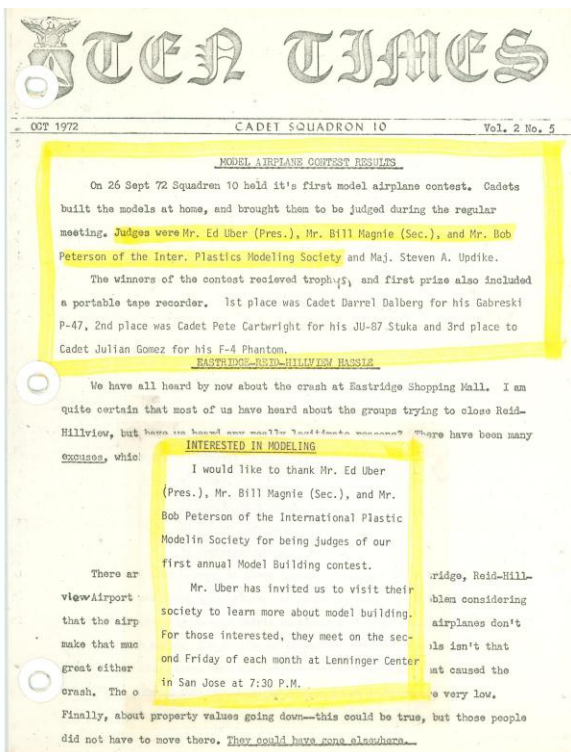 TEN TIMES
OCT 1972 CADET SQUADRON 10 Vol. 2 No. 5
MODEL AIRPLANE CONTEST RESULTS
On 26 Sept 72 Squadren 10 held it's first model airplane contest. Cadets
built the models at home, and brought them to be judged during the regular
meeting. Judges were Mr. Ed Uber (Pres.), Mr. Bill Magnie (Sec.), and Mr. Bob
Peterson of the Inter. Plastics Modeling Society and Maj. Steven A. Updike.
The winners of the contest recieved trophys, and first prize also included
a portable tape recorder. 1st place was Cadet Darrel Dalberg for his Gabreski
P-47, 2nd place was Cadet Pete Cartwright for his JU-87 Stuka and 3rd place to
Cadet Julian Gomez for his F-4 Phantom.
EASTRIDGE-REID-HILLVIEW HASSLE
We have all heard by now about the crash at Eastridge Shopping Mall. I am
quite certain that most of us have heard about the groups trying to close Reid-
Hillview, but have we heard any really legitimate reasons? There have been many
excuses,
INTERESTED IN MODELING
I would like to thank Mr. Ed Uber
(Pres.), Mr. Bill Magnie (Sec.), and Mr.
Bob Peterson of the International Plastic
Modelin Society for being judges of our
first annual Model Building contest.
Mr. Uber has invited us to visit their
society to learn more about model building.
For those interested, they meet on the sec-
ond Friday of each month at Lenninger Center
in San Jose at 7:30 P.M.
There Reid-Hill-
viewAirport considering
that the airplanes don't
make that isn't that
great either caused the
crash. The very low.
Finally, about property values going down--this could be true, but those people
did not have to move there. They could have gone elsewhere.